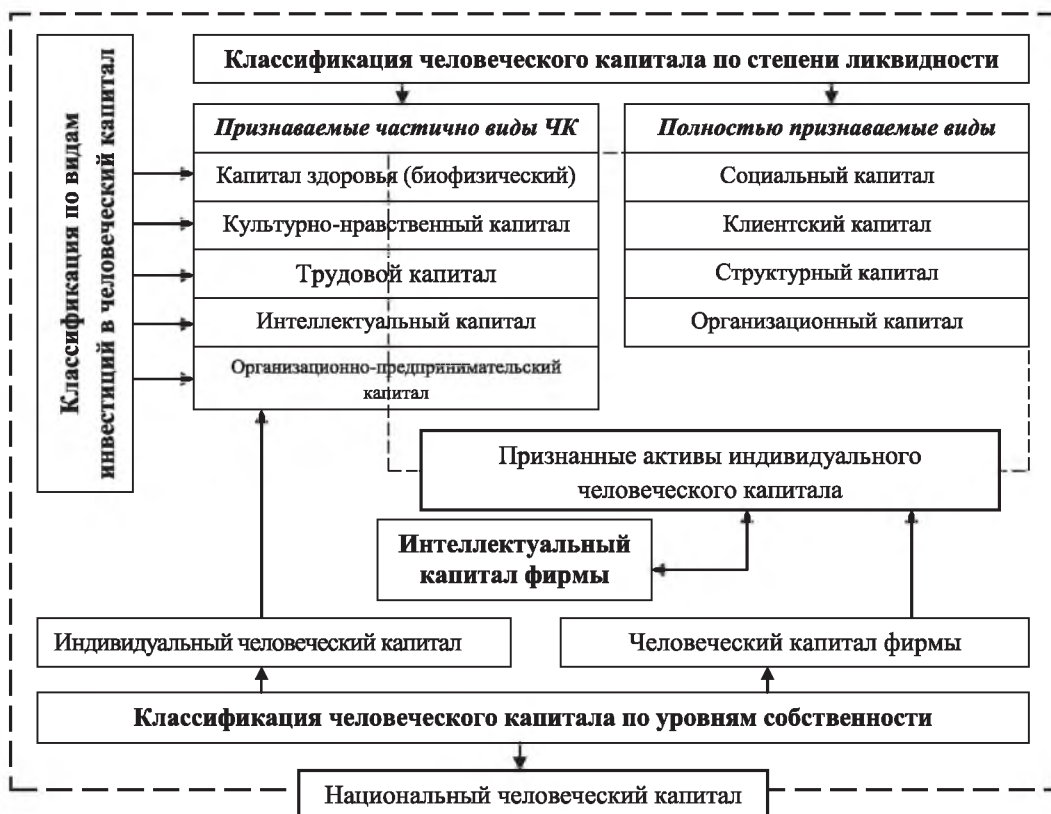 Классификация по видам
инвестиций в человеческий капитал
Классификация человеческого капитала по степени ликвидности
Признаваемые частично виды ЧК
Капитал здоровья (биофизический)
Культурно-нравственный капитал
Трудовой капитал
Интеллектуальный капитал
Организационно-предпринимательский
капитал
Полностью признаваемые виды
Социальный капитал
Клиентский капитал
Структурный капитал
Организационный капитал
Признанные активы индивидуального
человеческого капитала
Интеллектуальный
капитал фирмы
Индивидуальный человеческий капитал
Человеческий капитал фирмы
Классификация человеческого капитала по уровням собственности
Национальный человеческий капитал